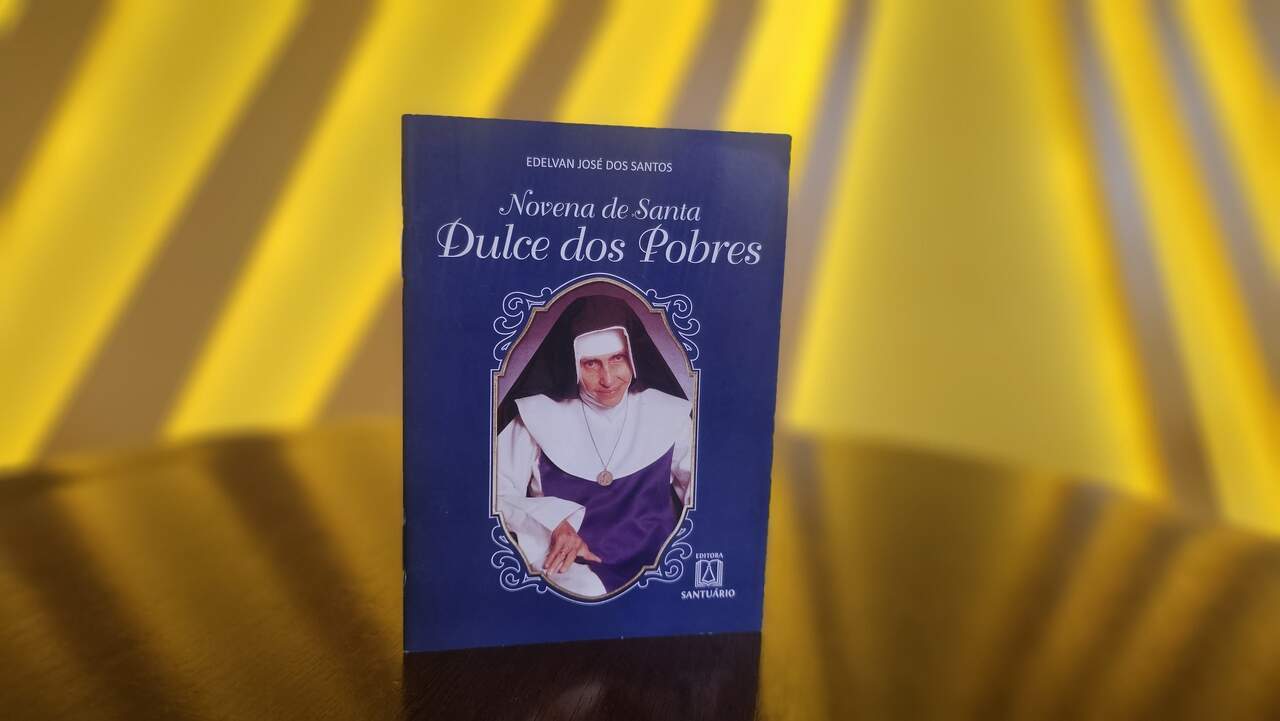 EDELVAN JOSÉ DOS SANTOS
Novena de Santa
Dulce dos Pobres
EDITORA
SANTUÁRIO